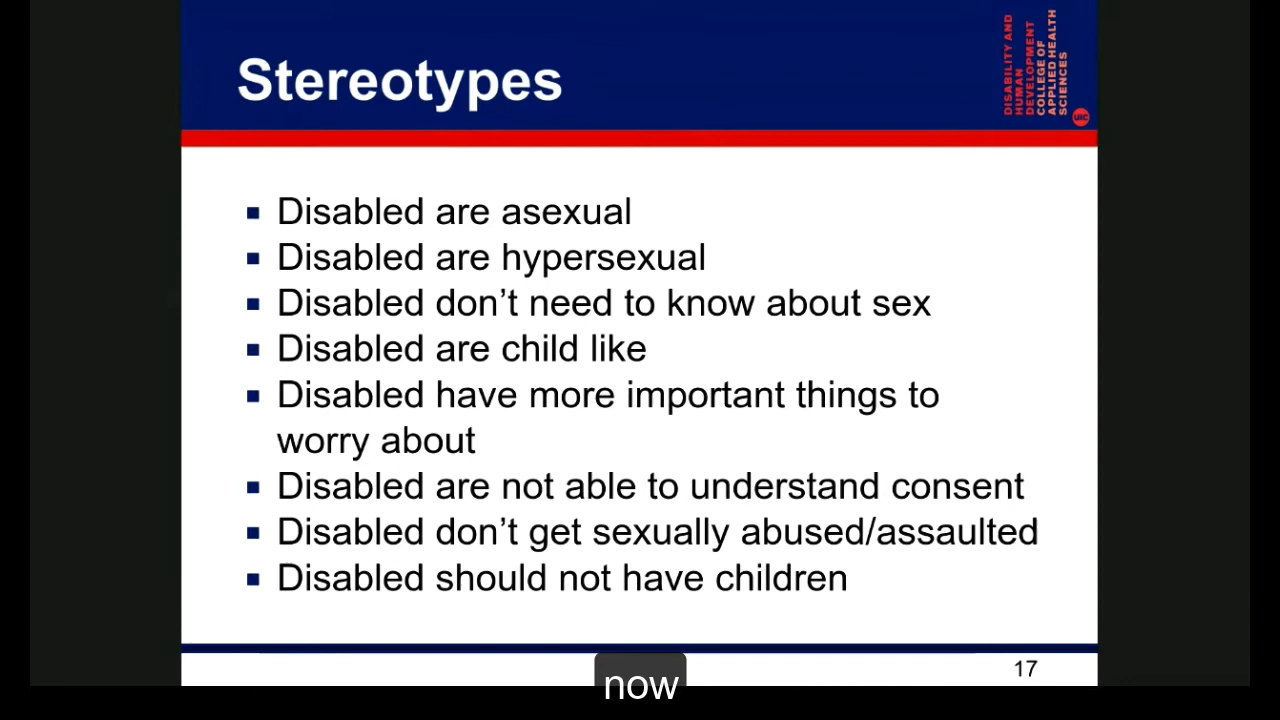 Stereotypes
DISABILITY AND
HUMAN
DEVELOPMENT
COLLEGE OF
APPLIED HEALTH
SCIENCES
UIC
Disabled are asexual
Disabled are hypersexual
Disabled don’t need to know about sex
Disabled are child like
Disabled have more important things to
worry about
Disabled are not able to understand consent
Disabled don’t get sexually abused/assaulted
Disabled should not have children
17
now